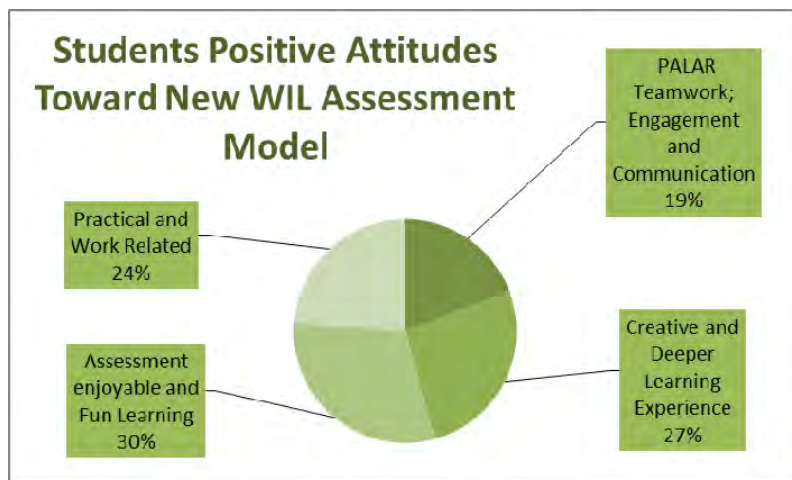 Students Positive Attitudes
Toward New WIL Assessment
Model
PALAR
Teamwork;
Engagement
and
Communication
19%
Practical and
Work Related
24%
Assessment
enjoyable and
Fun Learning
30%
Creative and
Deeper
Learning
Experience
27%